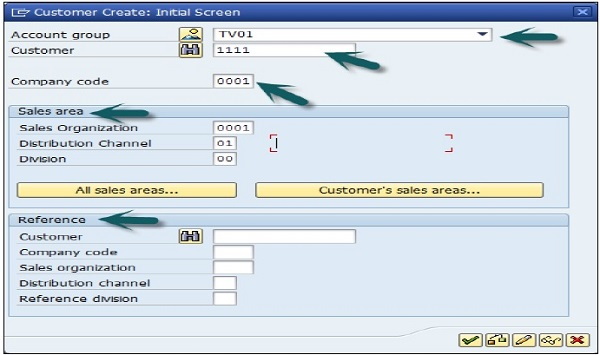 Customer Create: Initial Screen
Account group TV01
Customer 1111
Company code 0001
Sales area
Sales Organization 0001
Distribution Channel 01
Division 00
All sales areas... Customer's sales areas...
Reference
Customer
Company code
Sales organization
Distribution channel
Reference division